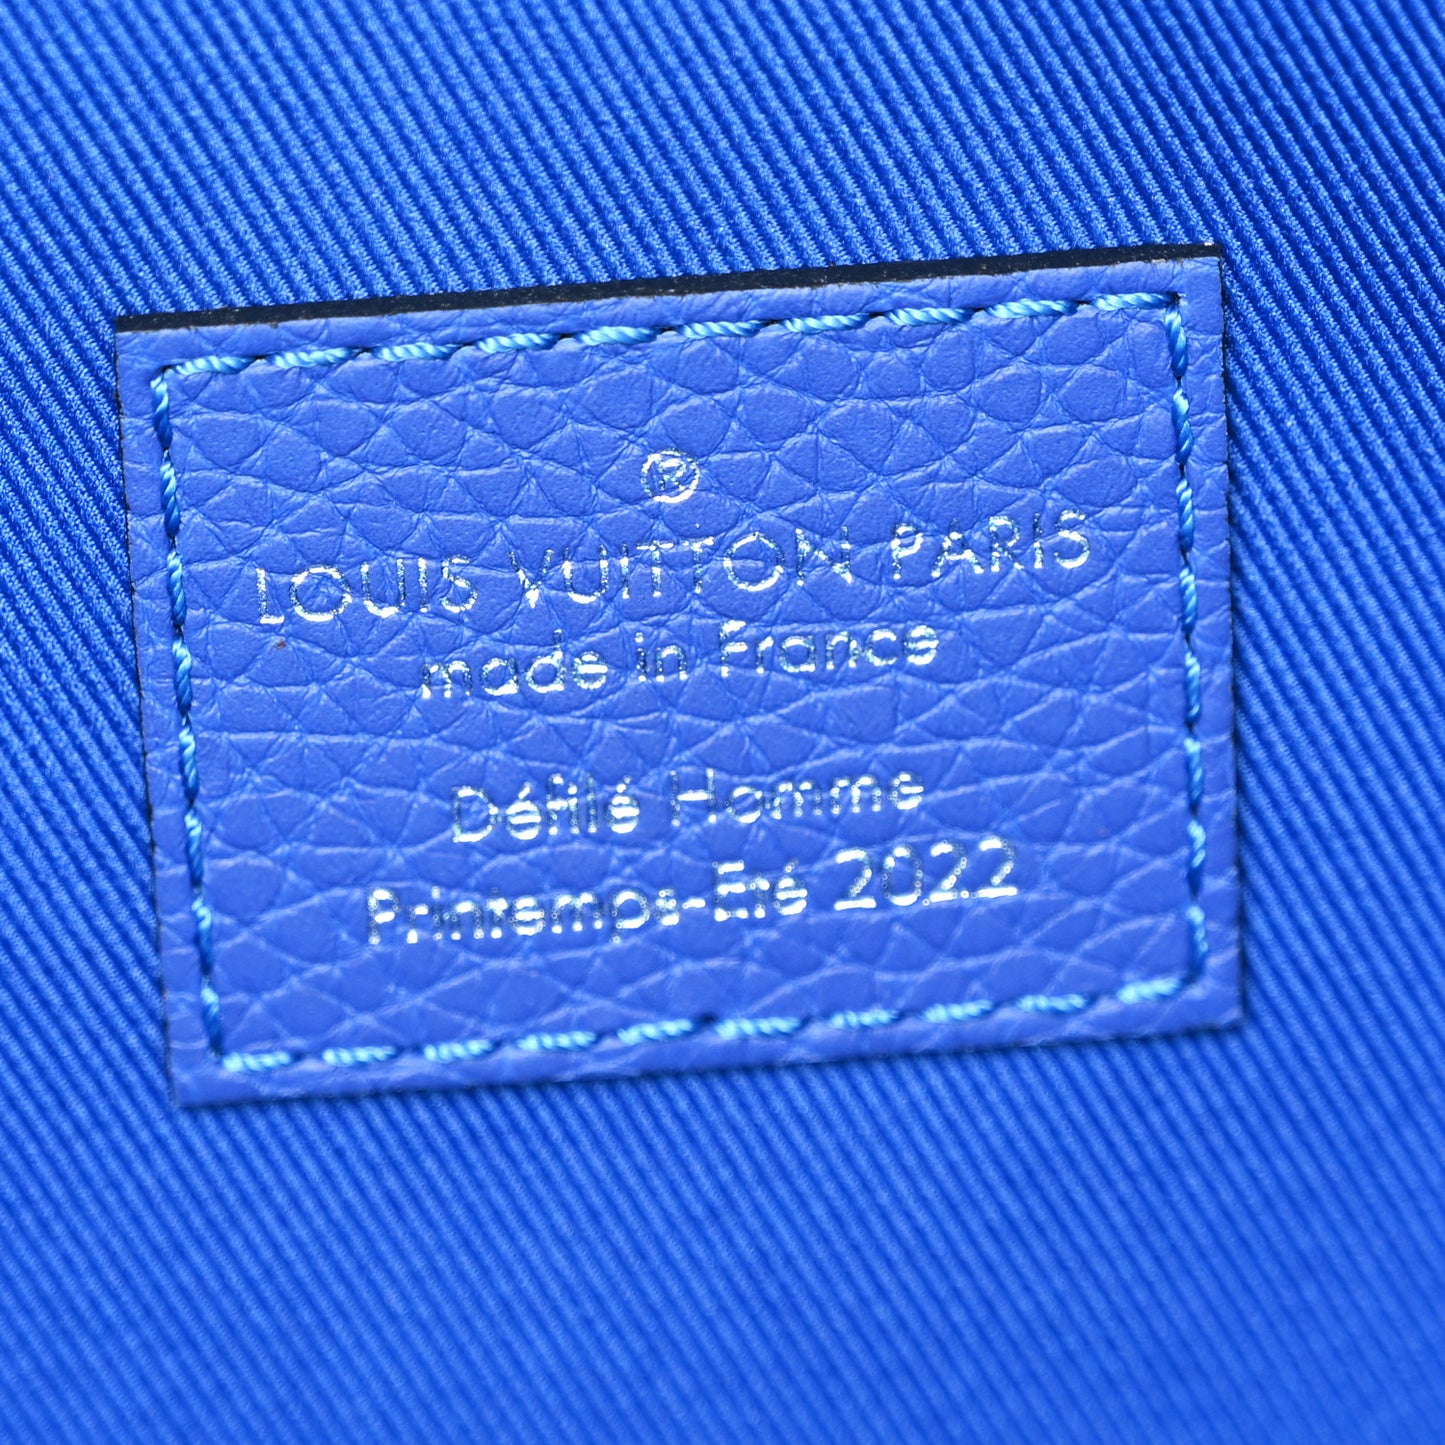 ®
LOUIS VUITTON PARIS
made in France
Défilé Homme
Printemps-Eté 2022